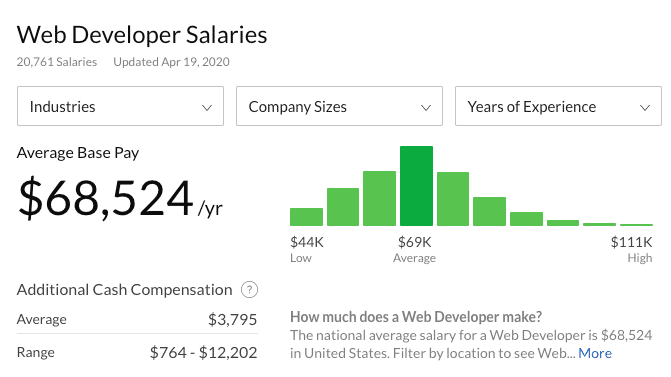 Web Developer Salaries
20,761 Salaries Updated Apr 19, 2020
Industries
Company Sizes
Years of Experience
Average Base Pay
$68,524 /yr
$44K
Low
$69K
Average
$111K
High
Additional Cash Compensation ?
Average $3,795
Range $764 - $12,202
How much does a Web Developer make?
The national average salary for a Web Developer is $68,524
in United States. Filter by location to see Web... More